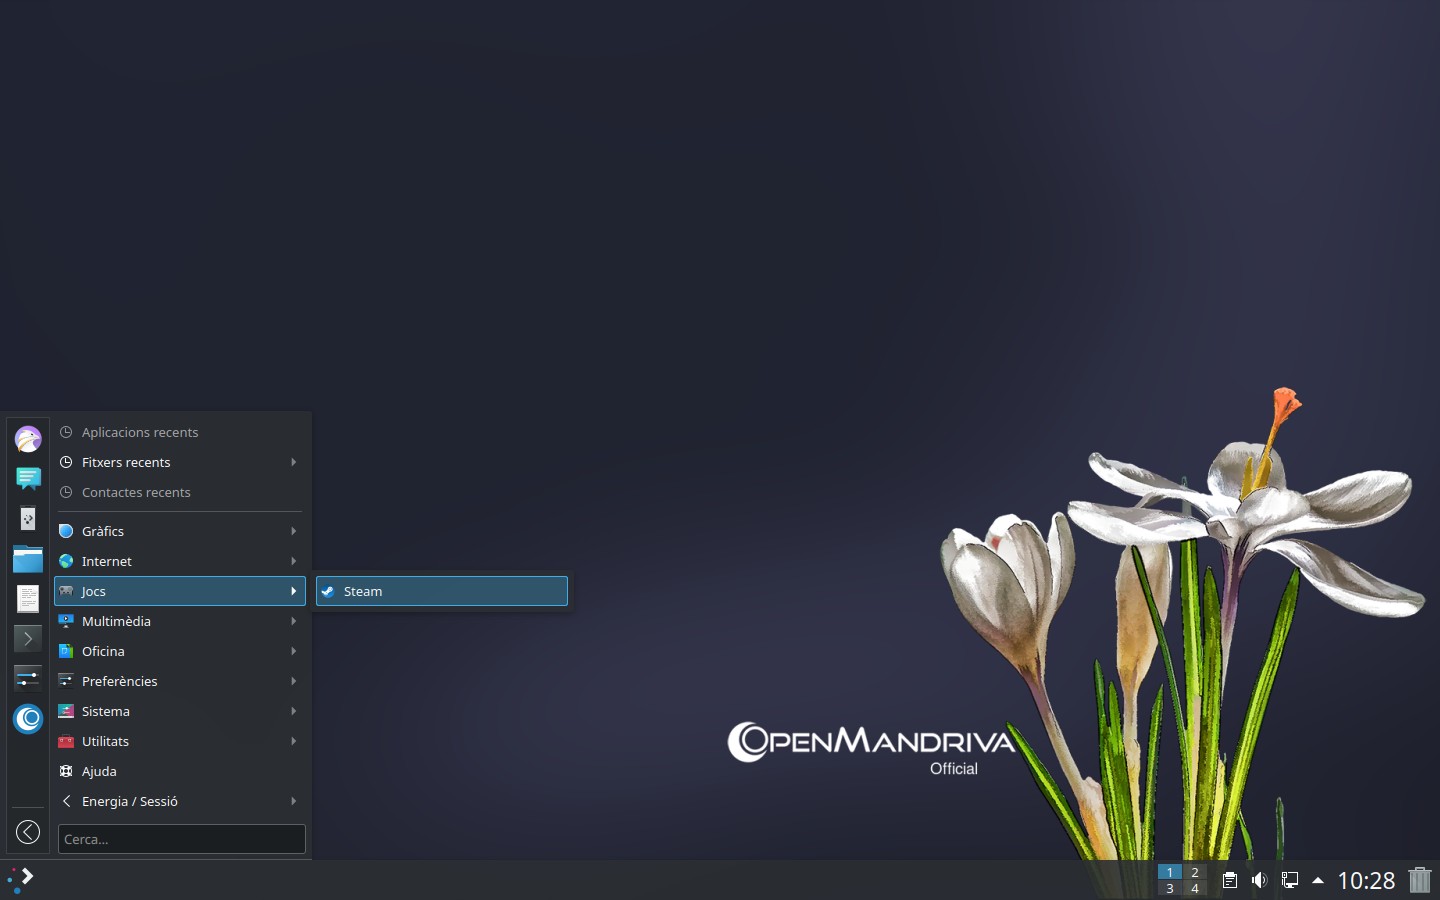 Aplicacions recents
Fitxers recents
Contactes recents
Gràfics
Internet
Jocs
Steam
Multimèdia
Oficina
Preferències
Sistema
Utilitats
Ajuda
Energia / Sessió
Cerca...
OPENMANDRIVA
Official
1 2
3 4
10:28